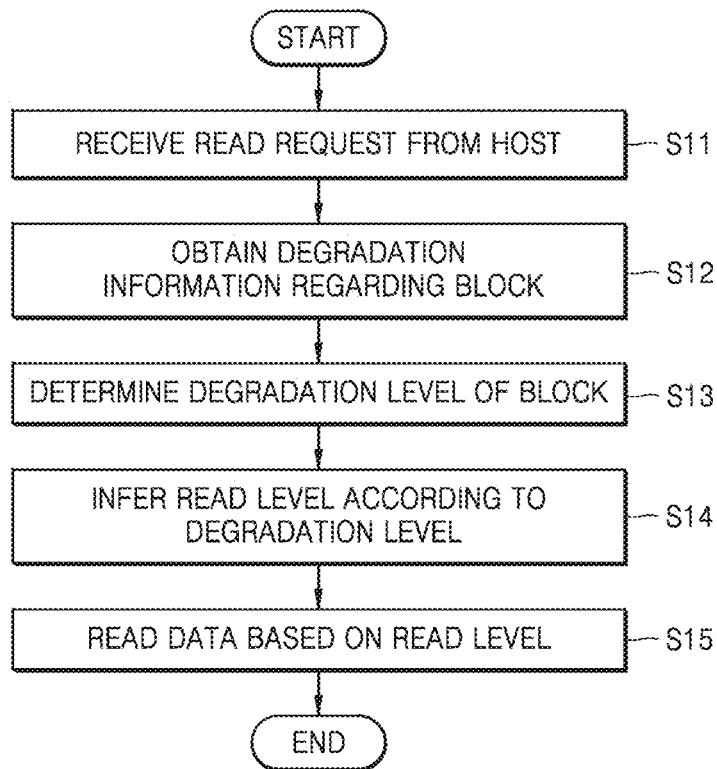 START
RECEIVE READ REQUEST FROM HOST
S11
OBTAIN DEGRADATION
INFORMATION REGARDING BLOCK
S12
DETERMINE DEGRADATION LEVEL OF BLOCK
S13
INFER READ LEVEL ACCORDING TO
DEGRADATION LEVEL
S14
READ DATA BASED ON READ LEVEL
S15
END